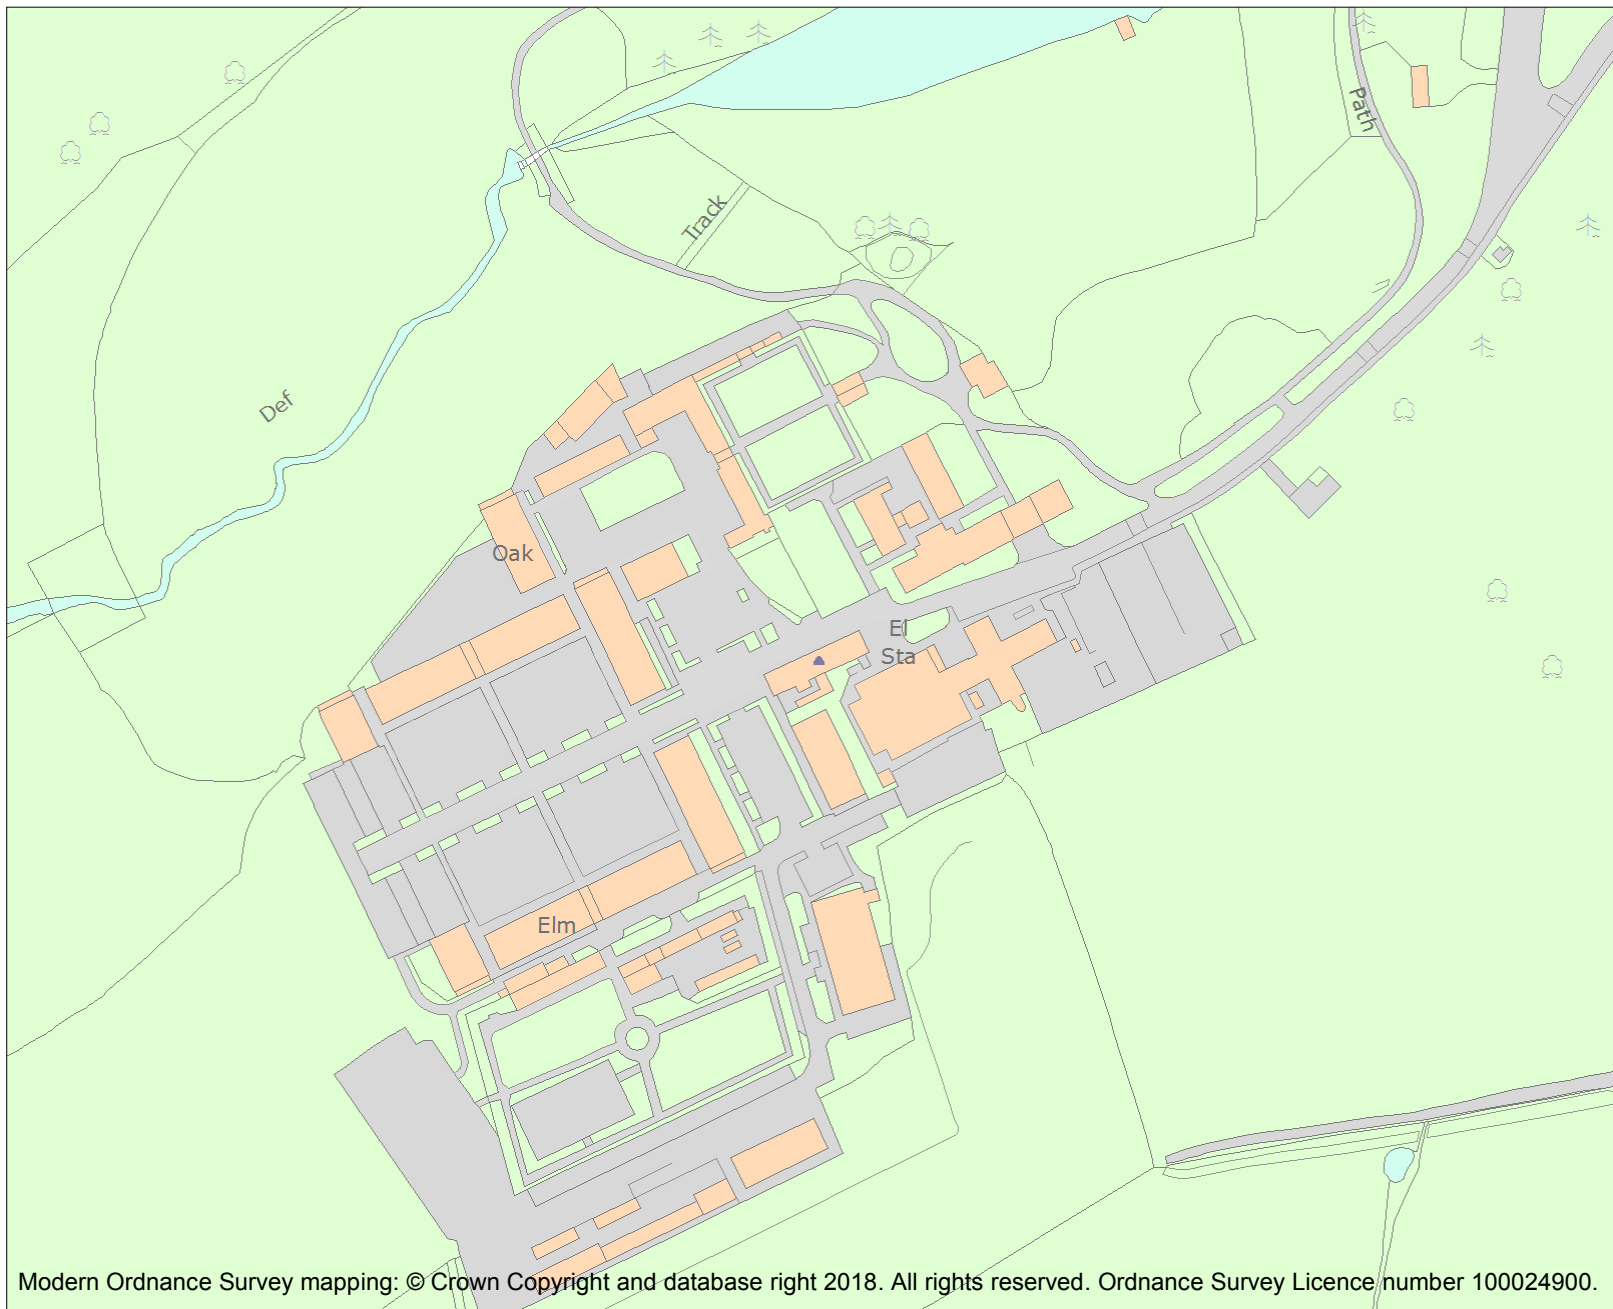 Path
Track
Def
Oak
El
Sta
Elm
Modern Ordnance Survey mapping: © Crown Copyright and database right 2018. All rights reserved. Ordnance Survey Licence number 100024900.